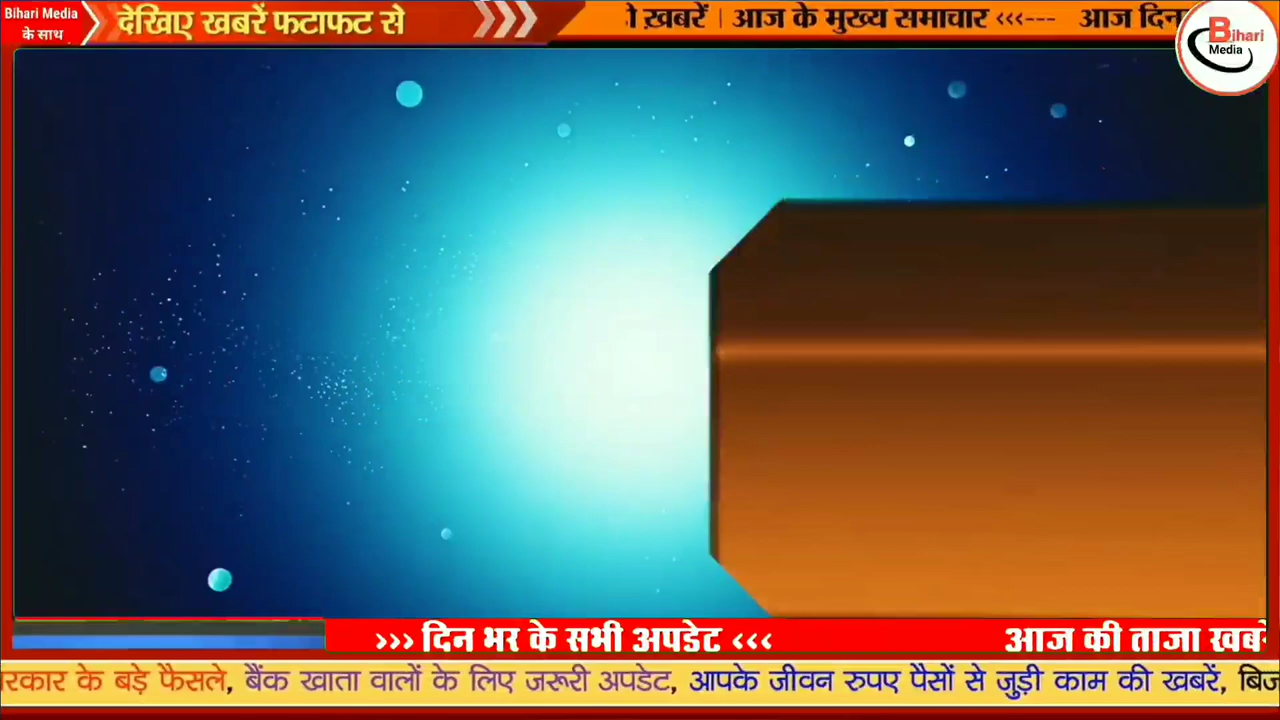 Bihari Media
के साथ
देखिए खबरें फटाफट से
ख़बरें | आज के मुख्य समाचार ‹‹‹--- आज दिन
Bihari
Media
››› दिन भर के सभी अपडेट ‹‹‹ आज की ताजा खबरें
रकार के बड़े फैसले, बैंक खाता वालों के लिए जरूरी अपडेट, आपके जीवन रुपए पैसों से जुड़ी काम की खबरें,